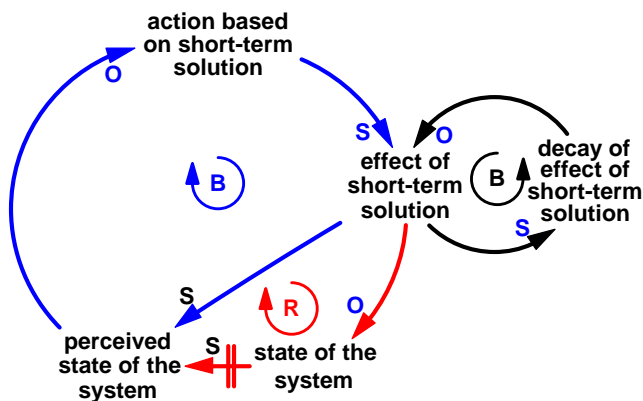 action based
on short-term
solution
O
S
O
B
effect of
short-term
solution
B
decay of
effect of
short-term
solution
S
S
R
O
perceived
state of the
system
S
state of the
system